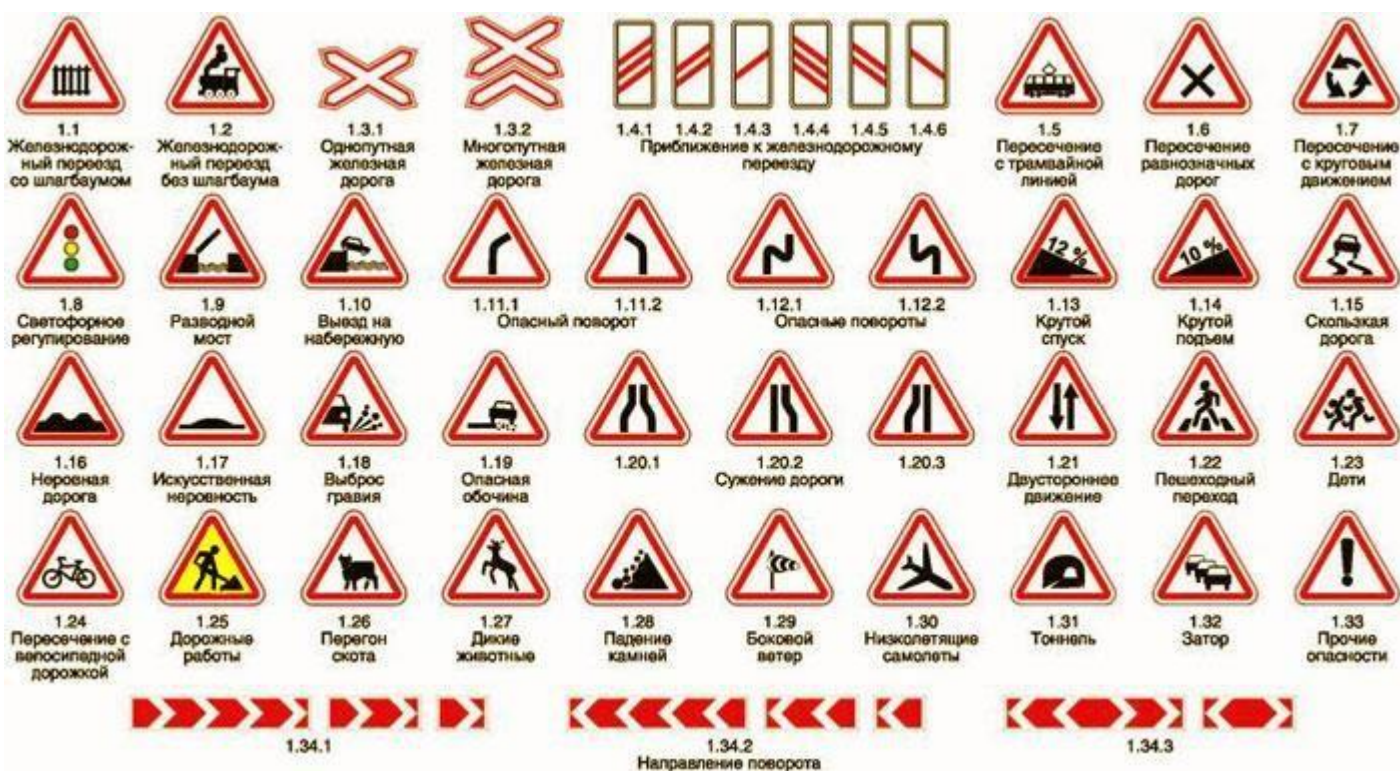 1.1
Железнодорож-
ный переезд
со шлагбаумом
1.2
Железнодорож-
ный переезд
без шлагбаума
1.3.1
Однопутная
железная
дорога
1.3.2
Многопутная
железная
дорога
1.4.1 1.4.2 1.4.3 1.4.4 1.4.5 1.4.6
Приближение к железнодорожному
переезду
1.5
Пересечение
с трамвайной
линией
1.6
Пересечение
равнозначных
дорог
1.7
Пересечение
с круговым
движением
1.8
Светофорное
регулирование
1.9
Разводной
мост
1.10
Выезд на
набережную
1.11.1 1.11.2
Опасный поворот
1.12.1 1.12.2
Опасные повороты
12 %
1.13
Крутой
спуск
10 %
1.14
Крутой
подъем
1.15
Скользкая
дорога
1.16
Неровная
дорога
1.17
Искусственная
неровность
1.18
Выброс
гравия
1.19
Опасная
обочина
1.20.1 1.20.2 1.20.3
Сужение дороги
1.21
Двустороннее
движение
1.22
Пешеходный
переход
1.23
Дети
1.24
Пересечение с
велосипедной
дорожкой
1.25
Дорожные
работы
1.26
Перегон
скота
1.27
Дикие
животные
1.28
Падение
камней
1.29
Боковой
ветер
1.30
Низколетящие
самолеты
1.31
Тоннель
1.32
Затор
1.33
Прочие
опасности
1.34.1 1.34.2 1.34.3
Направление поворота